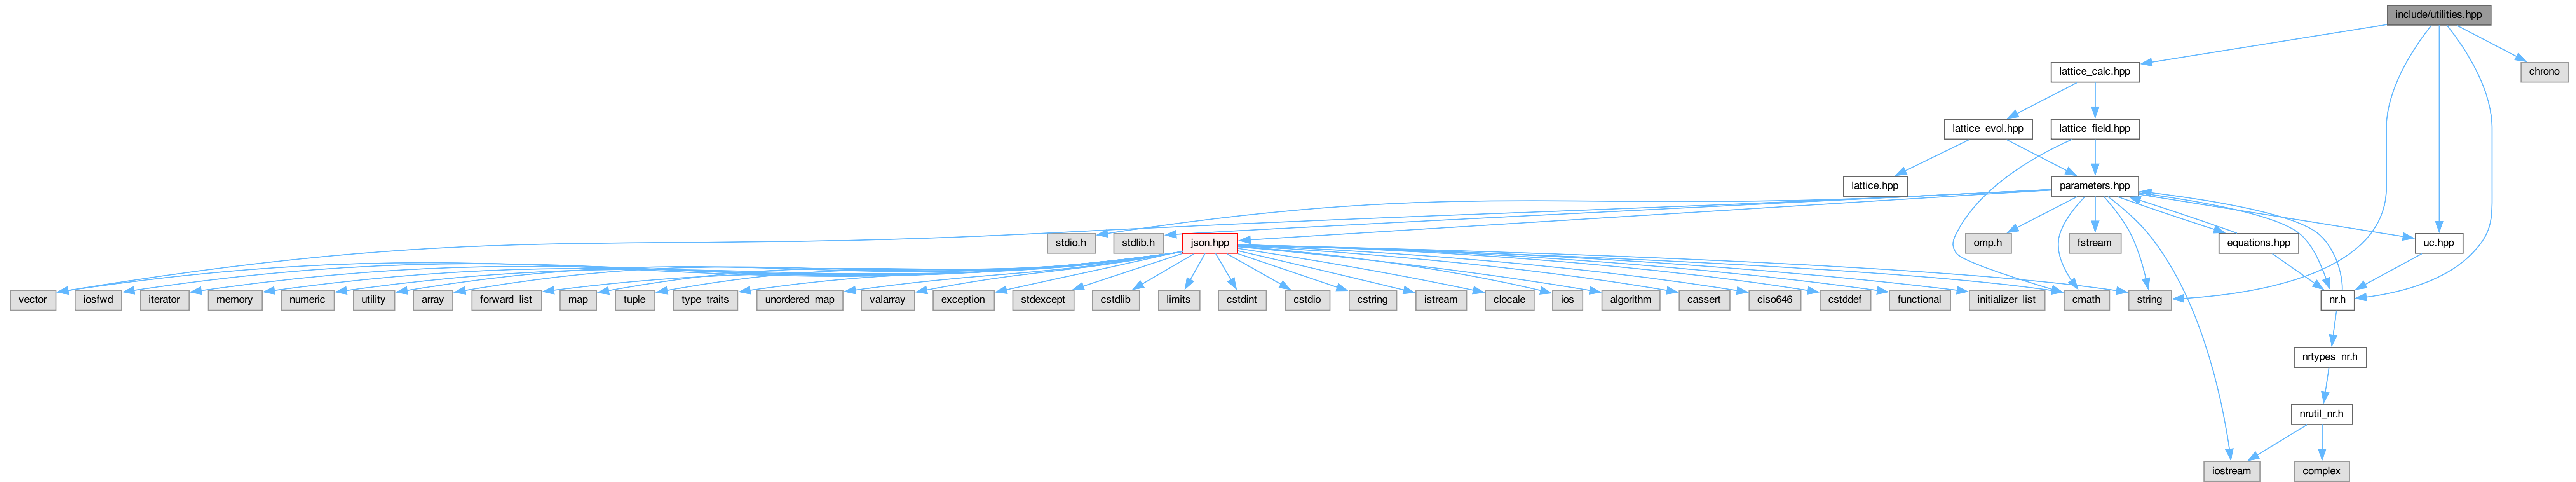 include/utilities.hpp
lattice_calc.hpp
chrono
lattice_evol.hpp
lattice_field.hpp
lattice.hpp
parameters.hpp
stdio.h
stdlib.h
json.hpp
omp.h
fstream
equations.hpp
uc.hpp
vector
iosfwd
iterator
memory
numeric
utility
array
forward_list
map
tuple
type_traits
unordered_map
valarray
exception
stdexcept
cstdlib
limits
cstdint
cstdio
cstring
istream
clocale
ios
algorithm
cassert
ciso646
cstddef
functional
initializer_list
cmath
string
nr.h
nrtypes_nr.h
nrutil_nr.h
iostream
complex